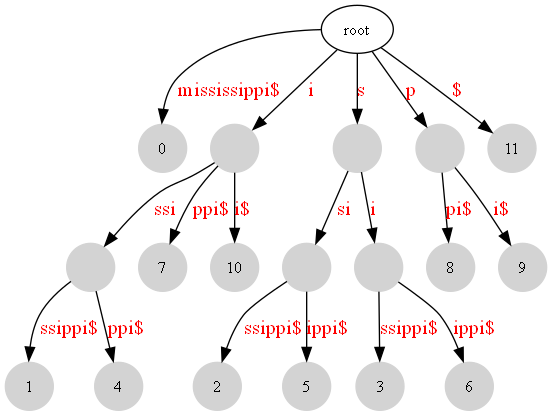 root
mississippi$ i s p $
0 11
ssi ppi$ i$ si i pi$ i$
7 10 8 9
ssippi$ ppi$ ssippi$ ippi$ ssippi$ ippi$
1 4 2 5 3 6